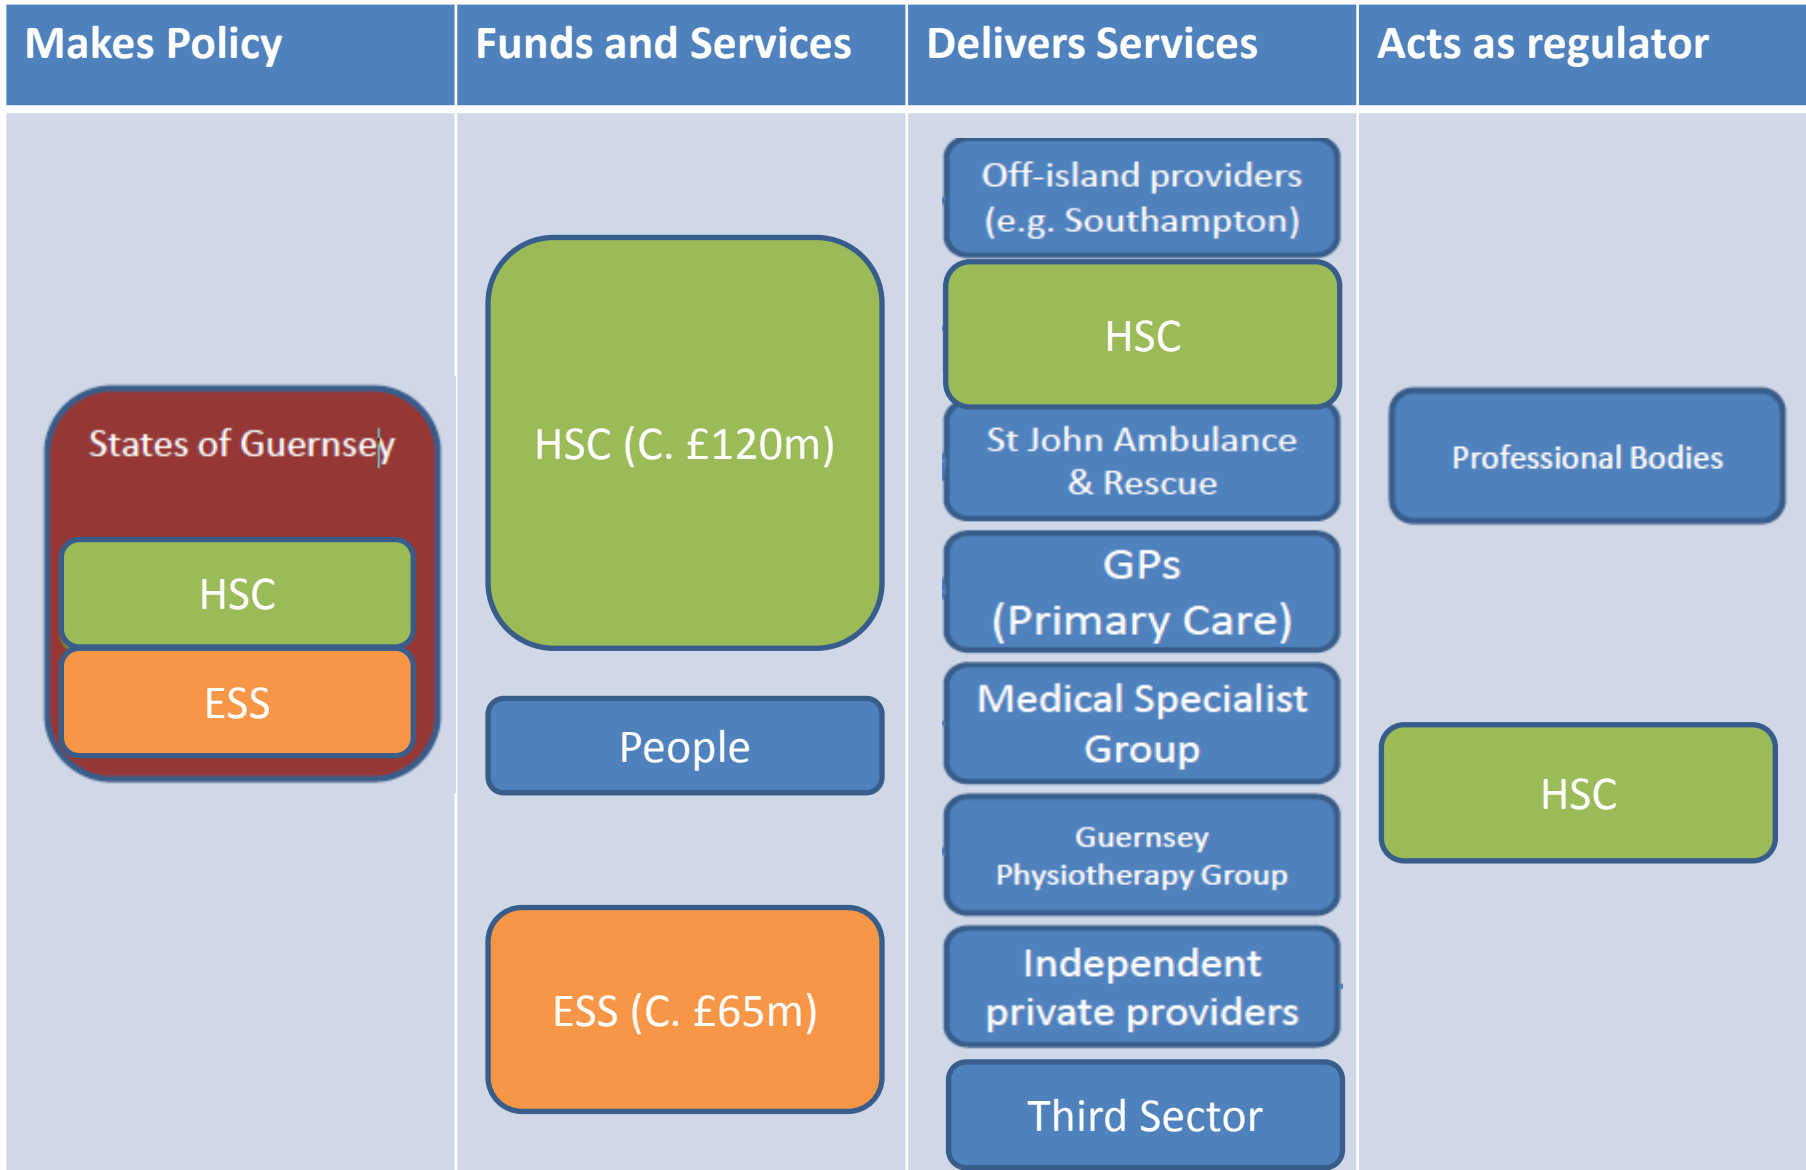 Makes Policy
Funds and Services
Delivers Services
Acts as regulator
States of Guernsey
HSC
ESS
HSC (C. £120m)
People
ESS (C. £65m)
Off-island providers
(e.g. Southampton)
HSC
St John Ambulance
& Rescue
GPs
(Primary Care)
Medical Specialist
Group
Guernsey
Physiotherapy Group
Independent
private providers
Third Sector
Professional Bodies
HSC